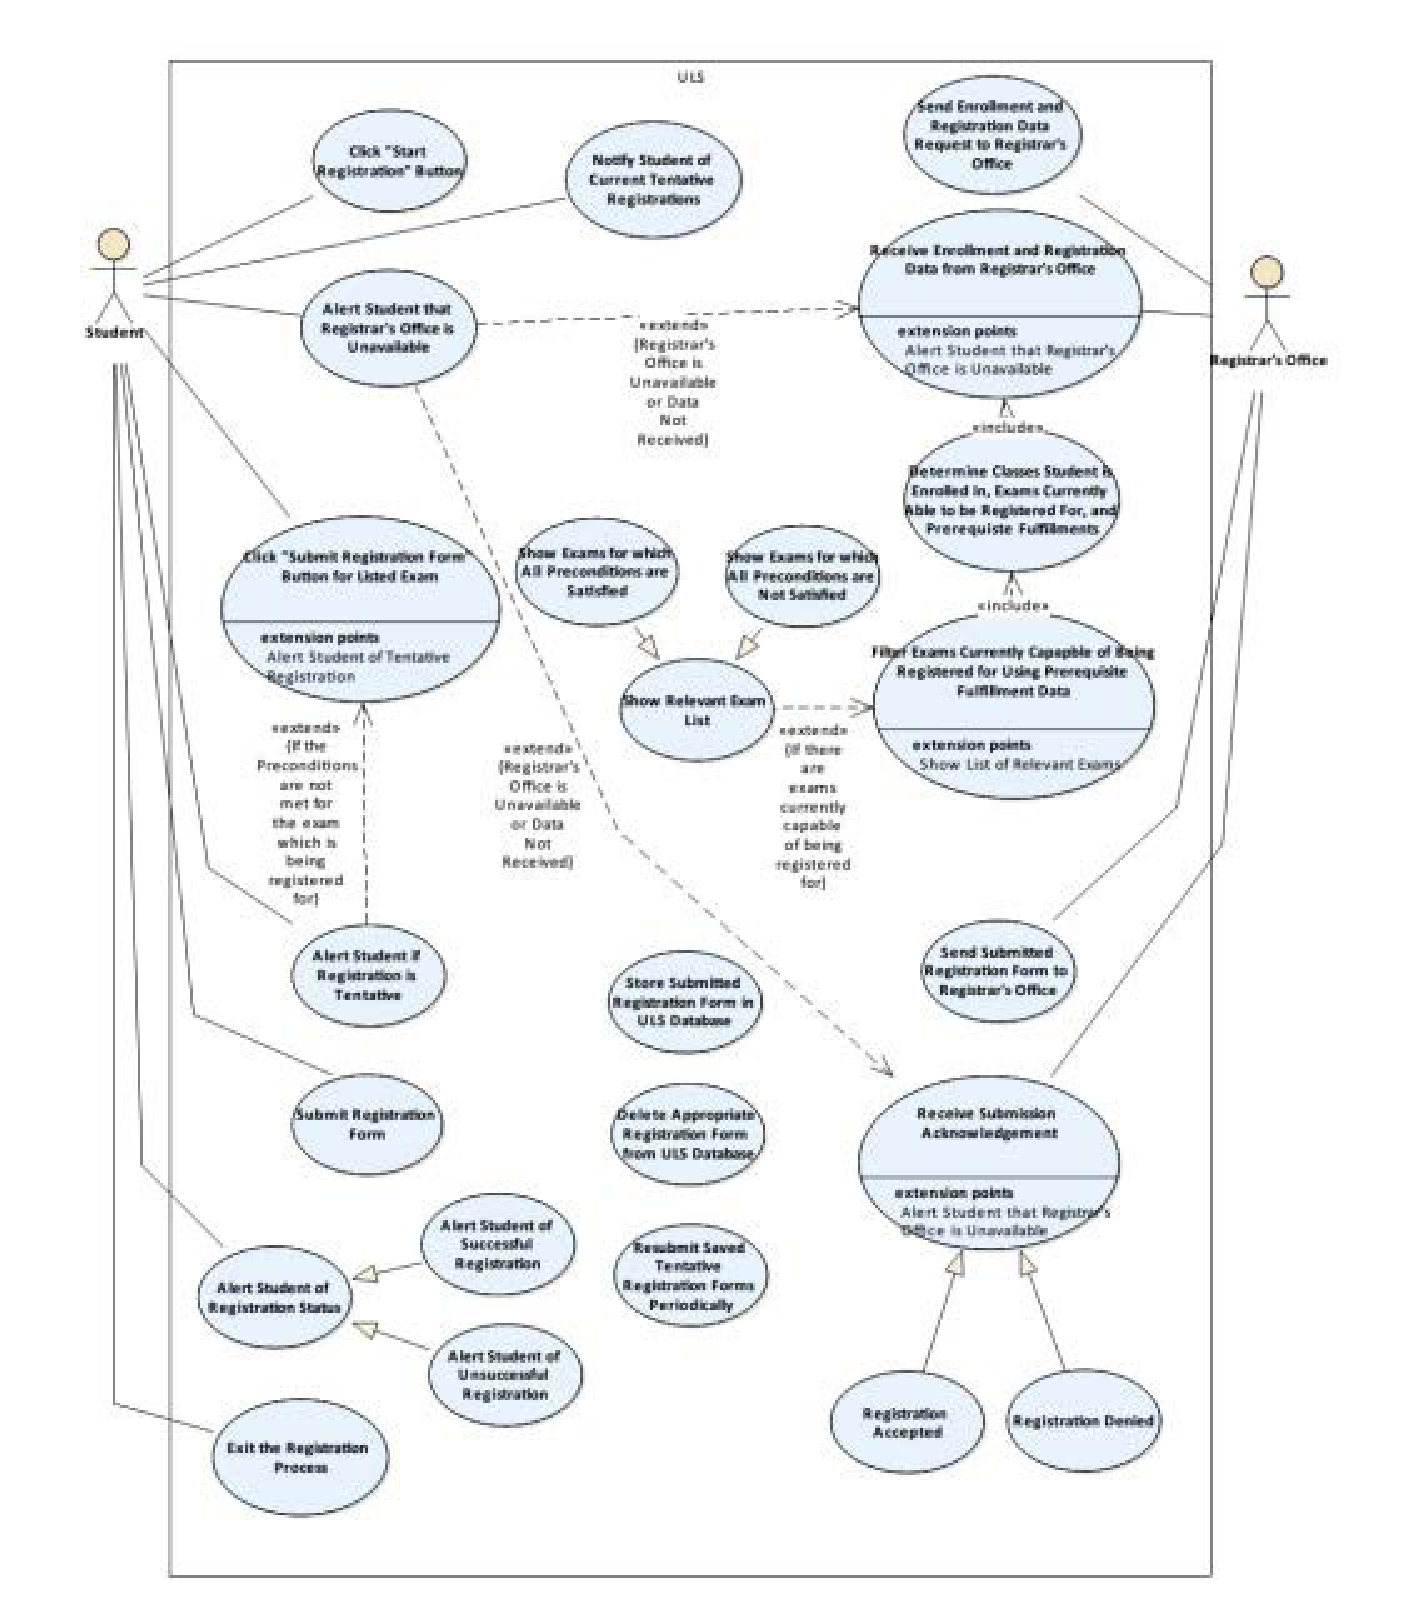 ULS
Click "Start
Registration" Button
Notify Student of
Current Tentative
Registrations
Send Enrollment and
Registration Data
Request to Registrar's
Office
Student
Alert Student that
Registrar's Office is
Unavailable
«extend»
{Registrar's
Office is
Unavailable
or Data
Not
Received}
Receive Enrollment and Registration
Data from Registrar's Office
extension points
Alert Student that Registrar's
Office is Unavailable
Registrar's Office
«include»
Determine Classes Student is
Enrolled In, Exams Currently
Able to be Registered For, and
Prerequiste Fulfillments
«include»
Click "Submit Registration Form"
Button for Listed Exam
extension points
Alert Student of Tentative
Registration
Show Exams for which
All Preconditions are
Satisfied
Show Exams for which
All Preconditions are
Not Satisfied
Show Relevant Exam
List
Filter Exams Currently Capapble of Being
Registered for Using Prerequisite
Fulfillment Data
extension points
Show List of Relevant Exams
«extend»
{If the
Preconditions
are not
met for
the exam
which is
being
registered
for}
«extend»
{Registrar's
Office is
Unavailable
or Data
Not
Received}
«extend»
{If there
are
exams
currently
capable
of being
registered
for}
Alert Student if
Registration is
Tentative
Store Submitted
Registration Form in
ULS Database
Send Submitted
Registration Form to
Registrar's Office
Submit Registration
Form
Delete Appropriate
Registration Form
from ULS Database
Receive Submission
Acknowledgement
extension points
Alert Student that Registrar's
Office is Unavailable
Alert Student of
Successful
Registration
Resubmit Saved
Tentative
Registration Forms
Periodically
Alert Student of
Registration Status
Alert Student of
Unsuccessful
Registration
Registration
Accepted
Registration Denied
Exit the Registration
Process